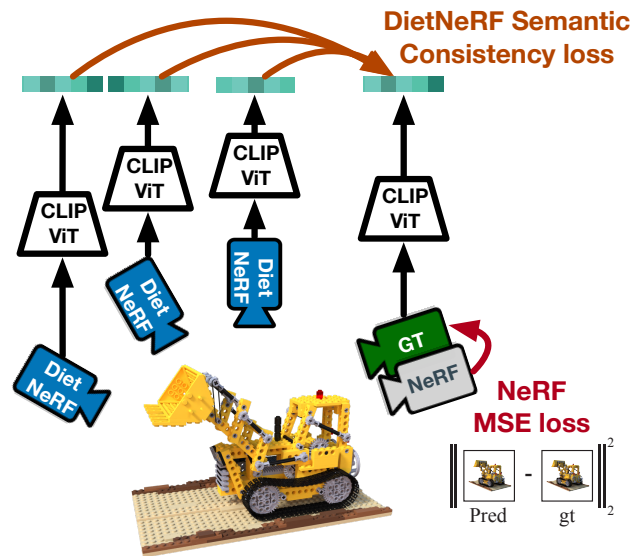 DietNeRF Semantic
Consistency loss
CLIP
ViT
CLIP
ViT
CLIP
ViT
CLIP
ViT
Diet
NeRF
Diet
NeRF
Diet
NeRF
GT
NeRF
NeRF
MSE loss
2
-
2
Pred
gt